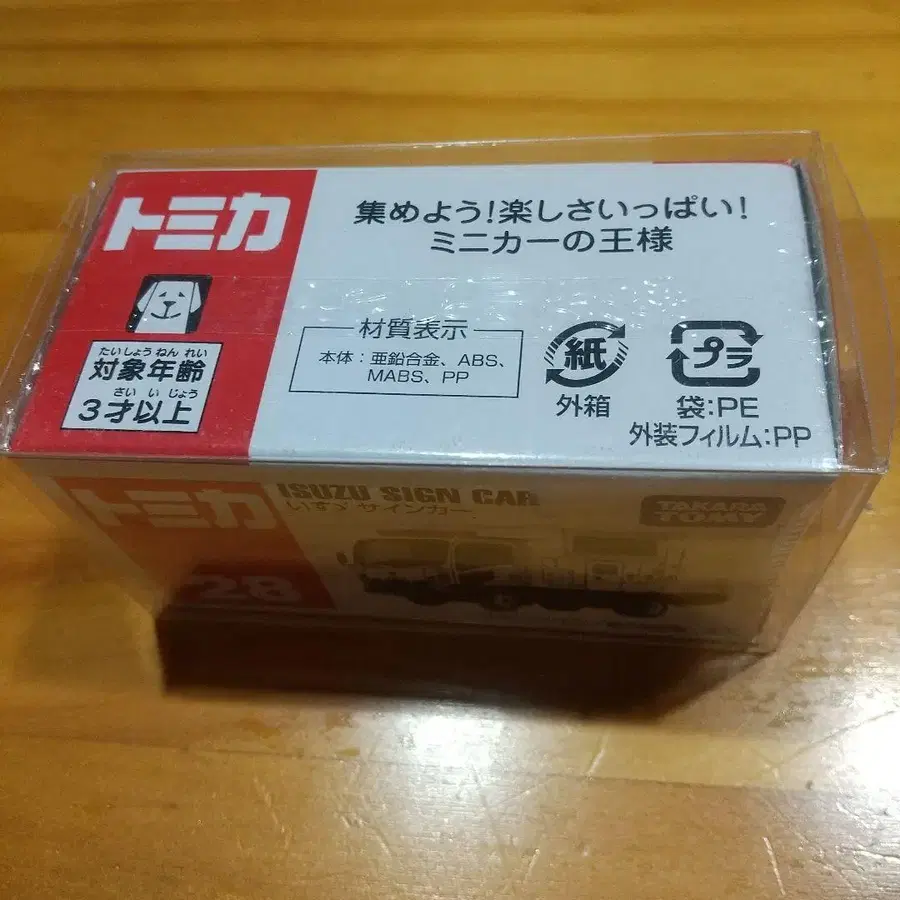 トミカ
集めよう!楽しさいっぱい!
ミニカーの王様
たいしょうねんれい
対象年齢
さいいじょう
3才以上
材質表示
本体:亜鉛合金、ABS、
MABS、PP
紙
外箱
プラ
袋:PE
外装フィルム:PP
トミカ
28
ISUZU SIGN CAR
いすゞサインカー
TAKARA
TOMY